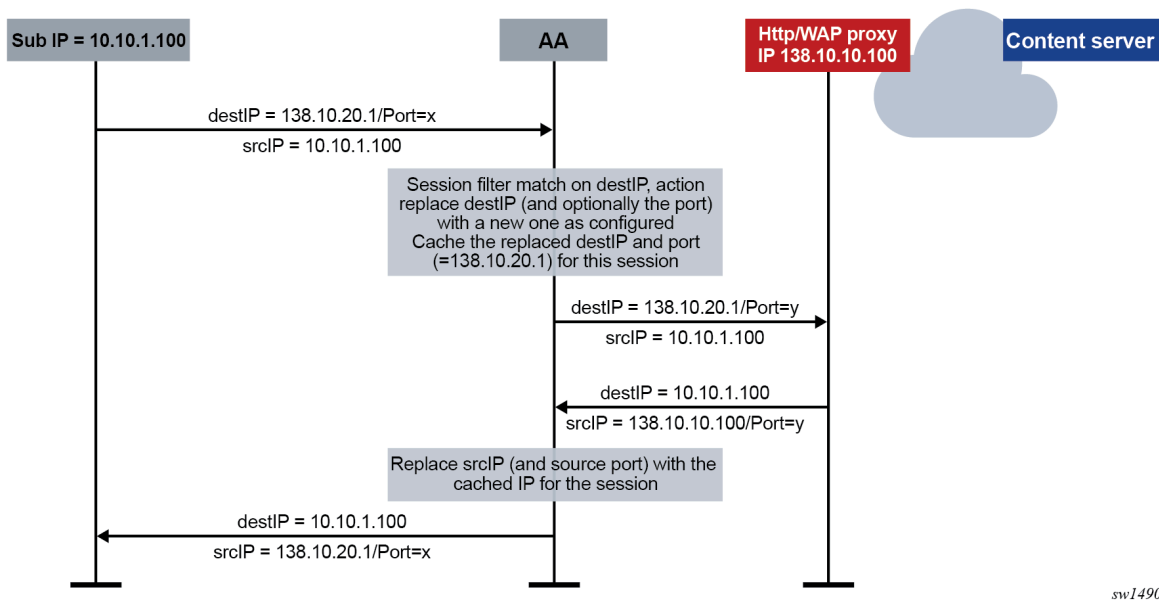 Sub IP = 10.10.1.100
AA
Http/WAP proxy
IP 138.10.10.100
Content server
destIP = 138.10.20.1/Port=x
srcIP = 10.10.1.100
Session filter match on destIP, action
replace destIP (and optionally the port)
with a new one as configured
Cache the replaced destIP and port
(=138.10.20.1) for this session
destIP = 138.10.20.1/Port=y
srcIP = 10.10.1.100
destIP = 10.10.1.100
srcIP = 138.10.10.100/Port=y
Replace srcIP (and source port) with the
cached IP for the session
destIP = 10.10.1.100
srcIP = 138.10.20.1/Port=x
sw1490